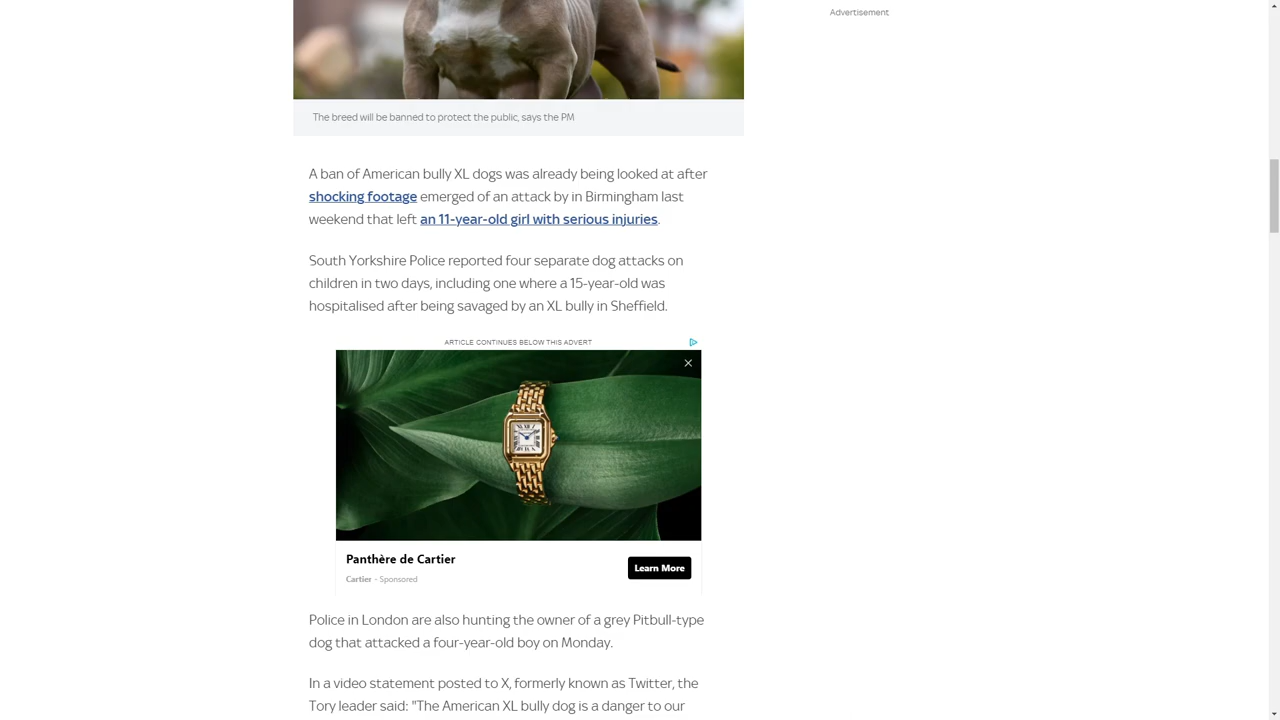 Advertisement
The breed will be banned to protect the public, says the PM
A ban of American bully XL dogs was already being looked at after
shocking footage emerged of an attack by in Birmingham last
weekend that left an 11-year-old girl with serious injuries.
South Yorkshire Police reported four separate dog attacks on
children in two days, including one where a 15-year-old was
hospitalised after being savaged by an XL bully in Sheffield.
ARTICLE CONTINUES BELOW THIS ADVERT
Panthère de Cartier
Cartier - Sponsored
Learn More
Police in London are also hunting the owner of a grey Pitbull-type
dog that attacked a four-year-old boy on Monday.
In a video statement posted to X, formerly known as Twitter, the
Tory leader said: "The American XL bully dog is a danger to our